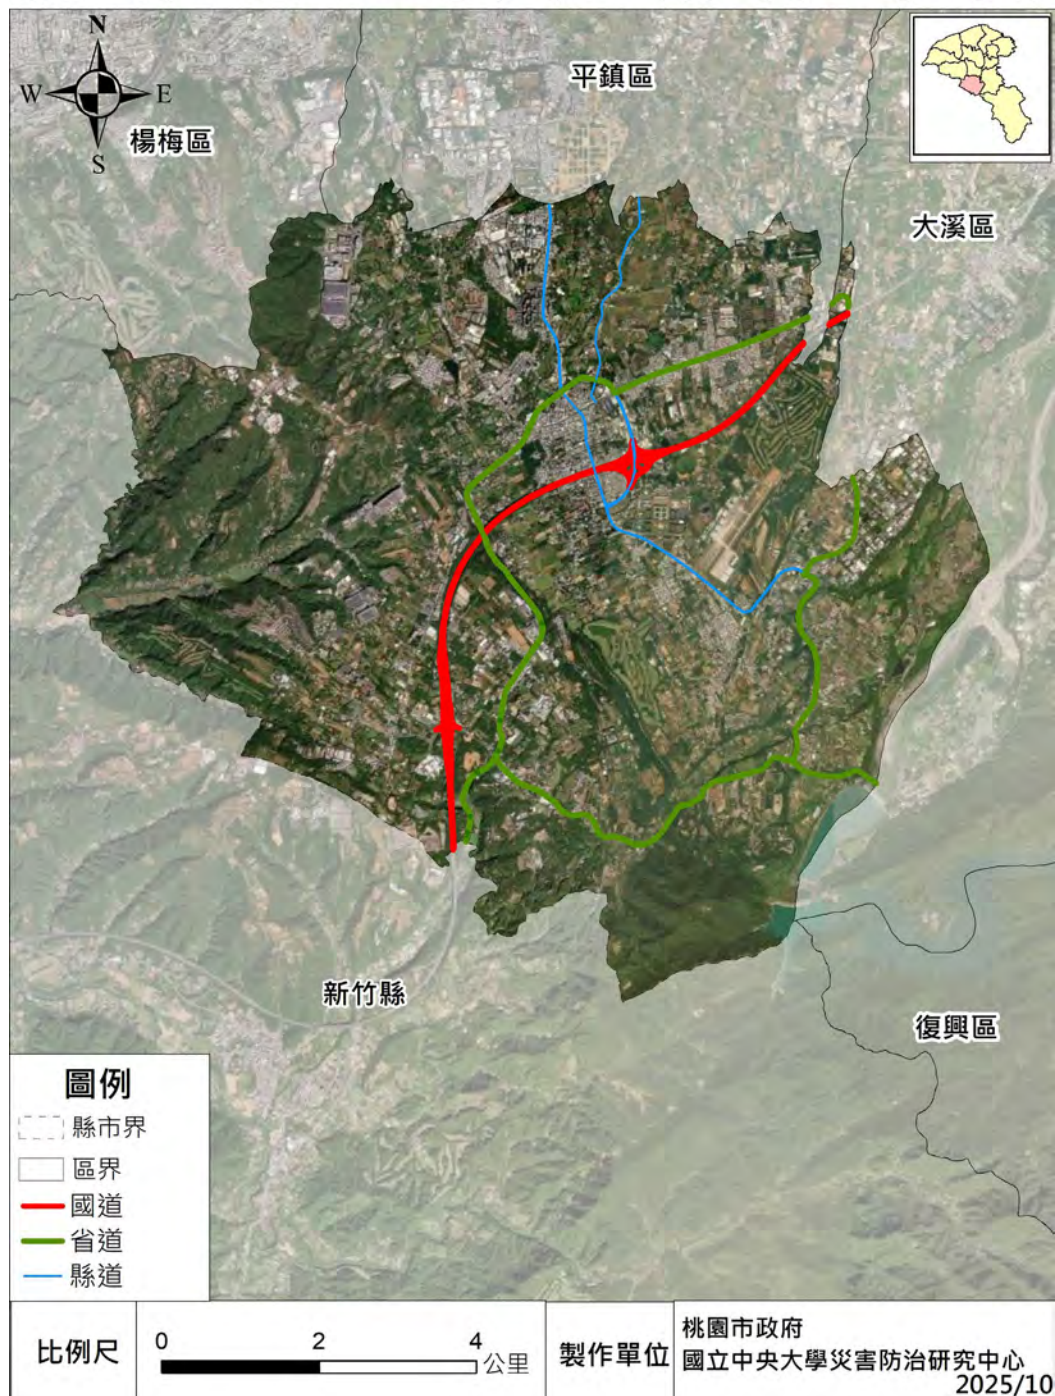 N
W
E
S
平鎮區
楊梅區
大溪區
新竹縣
復興區
圖例
縣市界
區界
國道
省道
縣道
比例尺
0 2 4
公里
製作單位
桃園市政府
國立中央大學災害防治研究中心
2025/10